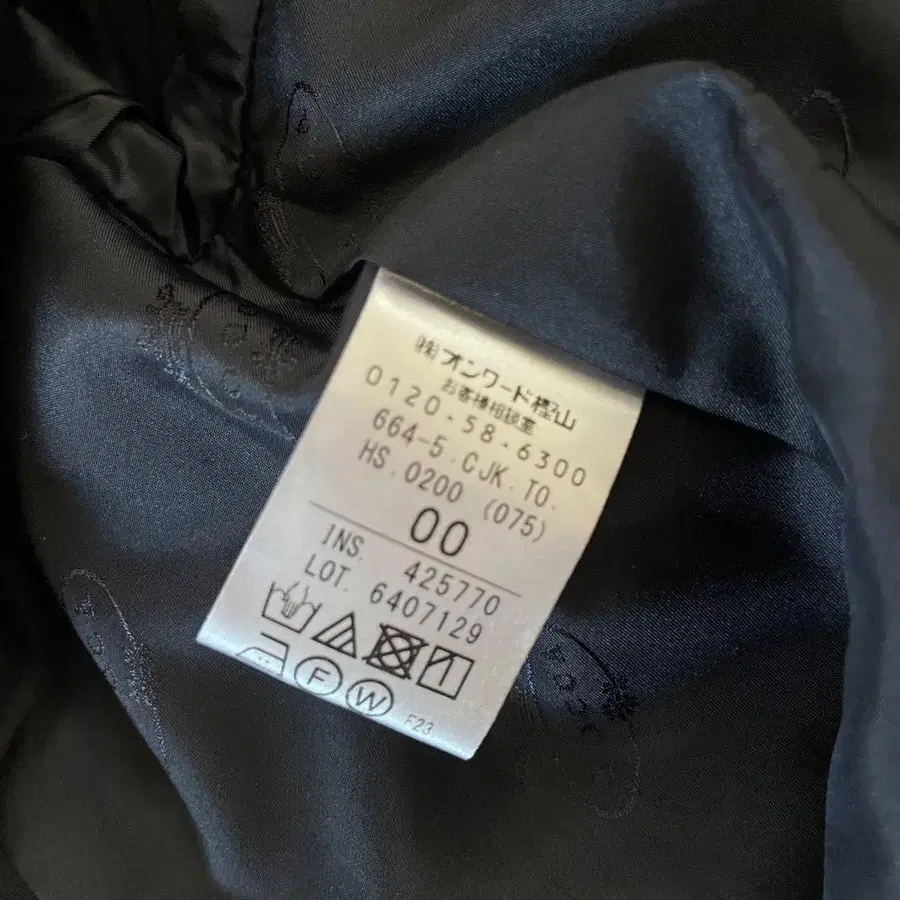 ㈱オンワード樫山
お客様相談室
0120-58-6300
664-5.CJK.TO.
HS.0200 (075)
00
INS. 425770
LOT. 6407129
F
W
F23